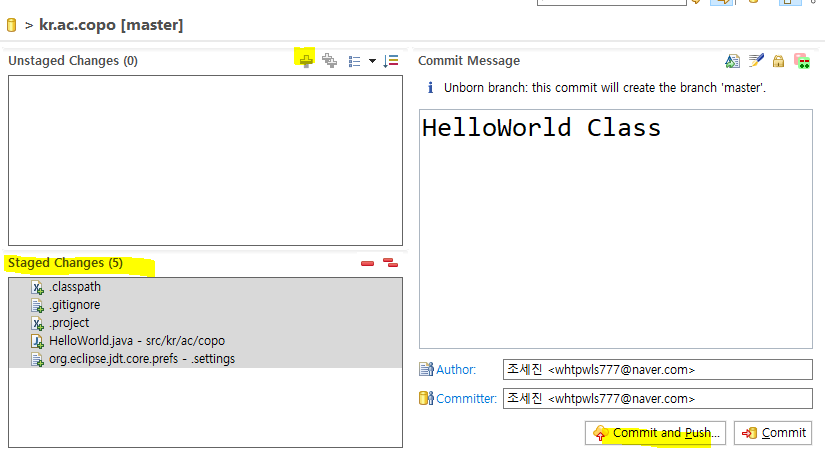 > kr.ac.copo [master]
Unstaged Changes (0)
Staged Changes (5)
.classpath
.gitignore
.project
HelloWorld.java - src/kr/ac/copo
org.eclipse.jdt.core.prefs - .settings
Commit Message
Unborn branch: this commit will create the branch 'master'.
HelloWorld Class
Author: 조세진 <whtpwls777@naver.com>
Committer: 조세진 <whtpwls777@naver.com>
Commit and Push... Commit